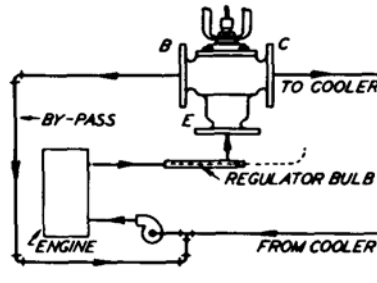 B
C
TO COOLER
BY-PASS
E
REGULATOR BULB
ENGINE
FROM COOLER